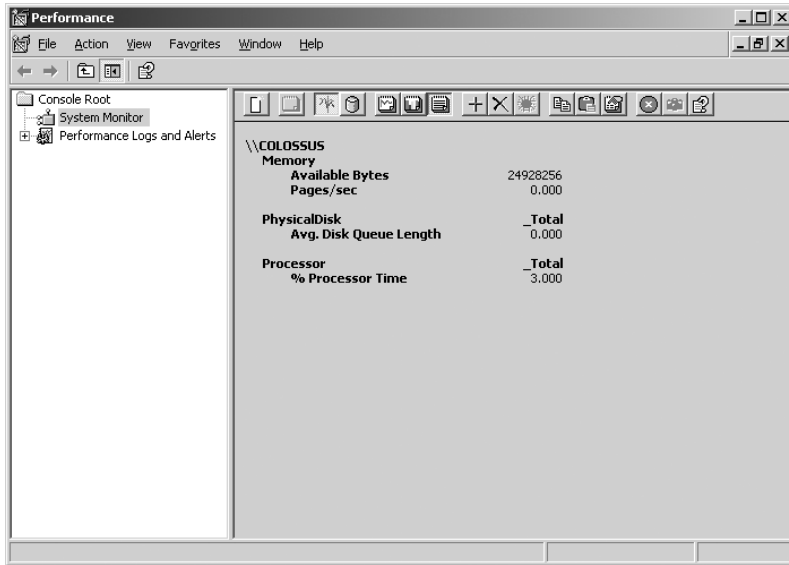 Performance
File Action View Favorites Window Help
Console Root
System Monitor
Performance Logs and Alerts
\\COLOSSUS
Memory
Available Bytes 24928256
Pages/sec 0.000
PhysicalDisk _Total
Avg. Disk Queue Length 0.000
Processor _Total
% Processor Time 3.000